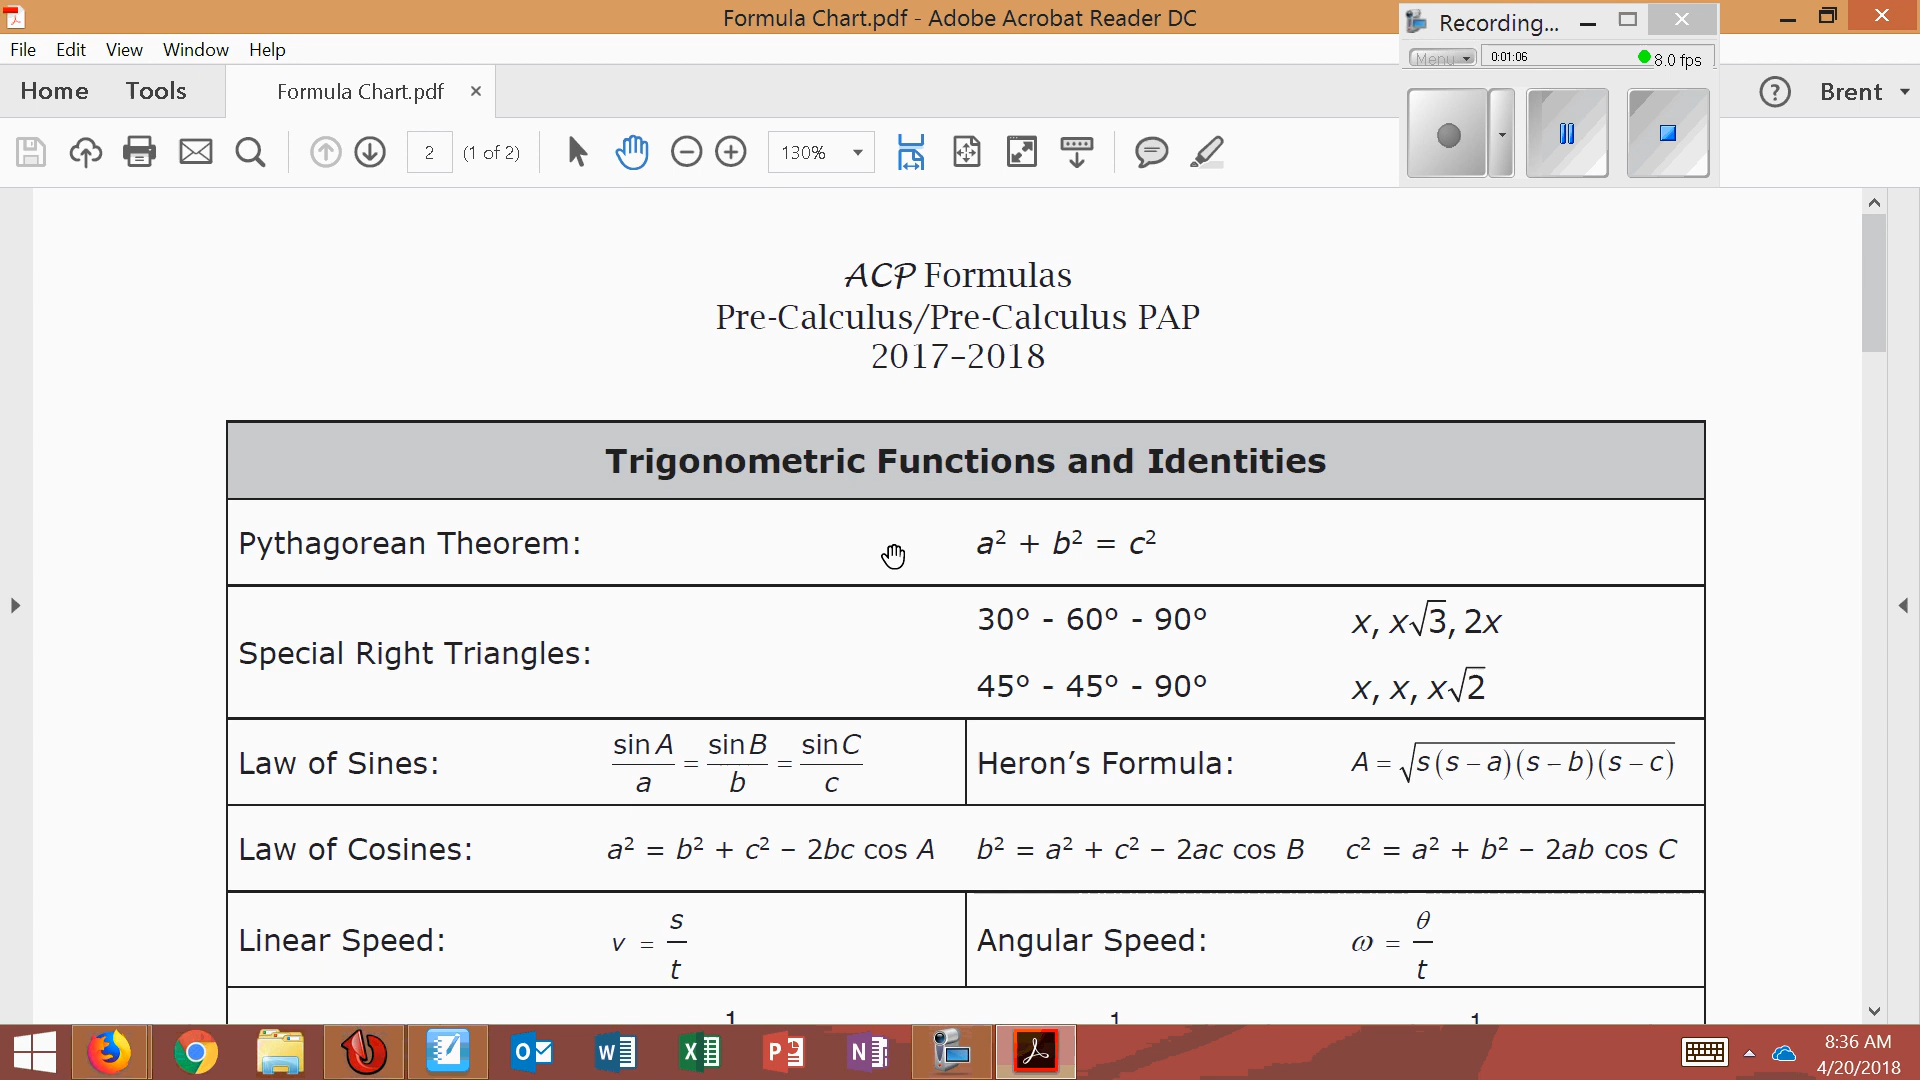 Formula Chart.pdf - Adobe Acrobat Reader DC
Recording...
File Edit View Window Help
Menu 0:01:06 8.0 fps
Home Tools Formula Chart.pdf × Brent
2 (1 of 2) 130%
ACP Formulas
Pre-Calculus/Pre-Calculus PAP
2017–2018
Trigonometric Functions and Identities
Pythagorean Theorem: a² + b² = c²
Special Right Triangles:
30° - 60° - 90° x, x√3, 2x
45° - 45° - 90° x, x, x√2
Law of Sines: sin A / a = sin B / b = sin C / c Heron’s Formula: A = √s(s – a)(s – b)(s – c)
Law of Cosines: a² = b² + c² – 2bc cos A b² = a² + c² – 2ac cos B c² = a² + b² – 2ab cos C
Linear Speed: v = s / t Angular Speed: ω = θ / t
1 1 1
8:36 AM
4/20/2018